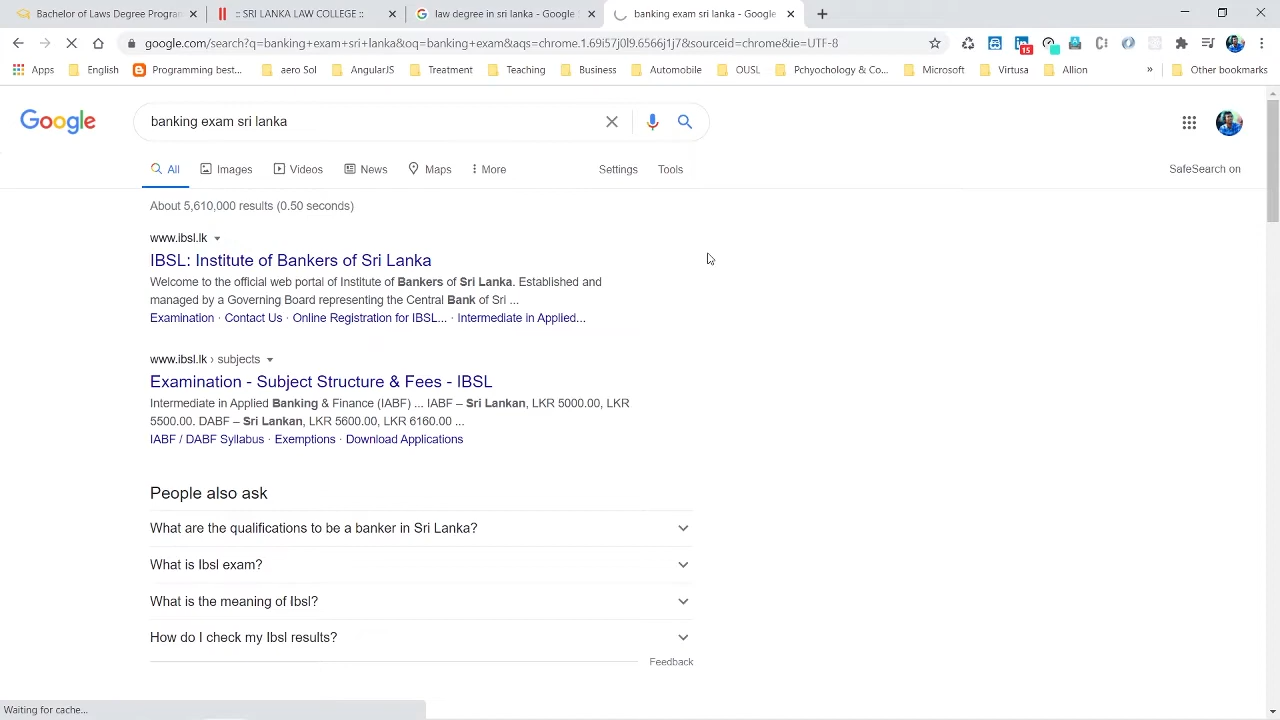 Bachelor of Laws Degree Program
:: SRI LANKA LAW COLLEGE ::
law degree in sri lanka - Google S
banking exam sri lanka - Google
google.com/search?q=banking+exam+sri+lanka&oq=banking+exam&aqs=chrome.1.69i57j0l9.6566j1j7&sourceid=chrome&ie=UTF-8
15
Apps English Programming best... aero Sol AngularJS Treatment Teaching Business Automobile OUSL Pchyochology & Co... Microsoft Virtusa Allion » Other bookmarks
Google
banking exam sri lanka
All Images Videos News Maps More Settings Tools SafeSearch on
About 5,610,000 results (0.50 seconds)
www.ibsl.lk
IBSL: Institute of Bankers of Sri Lanka
Welcome to the official web portal of Institute of Bankers of Sri Lanka. Established and
managed by a Governing Board representing the Central Bank of Sri ...
Examination · Contact Us · Online Registration for IBSL... · Intermediate in Applied...
www.ibsl.lk › subjects
Examination - Subject Structure & Fees - IBSL
Intermediate in Applied Banking & Finance (IABF) ... IABF – Sri Lankan, LKR 5000.00, LKR
5500.00. DABF – Sri Lankan, LKR 5600.00, LKR 6160.00 ...
IABF / DABF Syllabus · Exemptions · Download Applications
People also ask
What are the qualifications to be a banker in Sri Lanka?
What is Ibsl exam?
What is the meaning of Ibsl?
How do I check my Ibsl results?
Feedback
Waiting for cache...